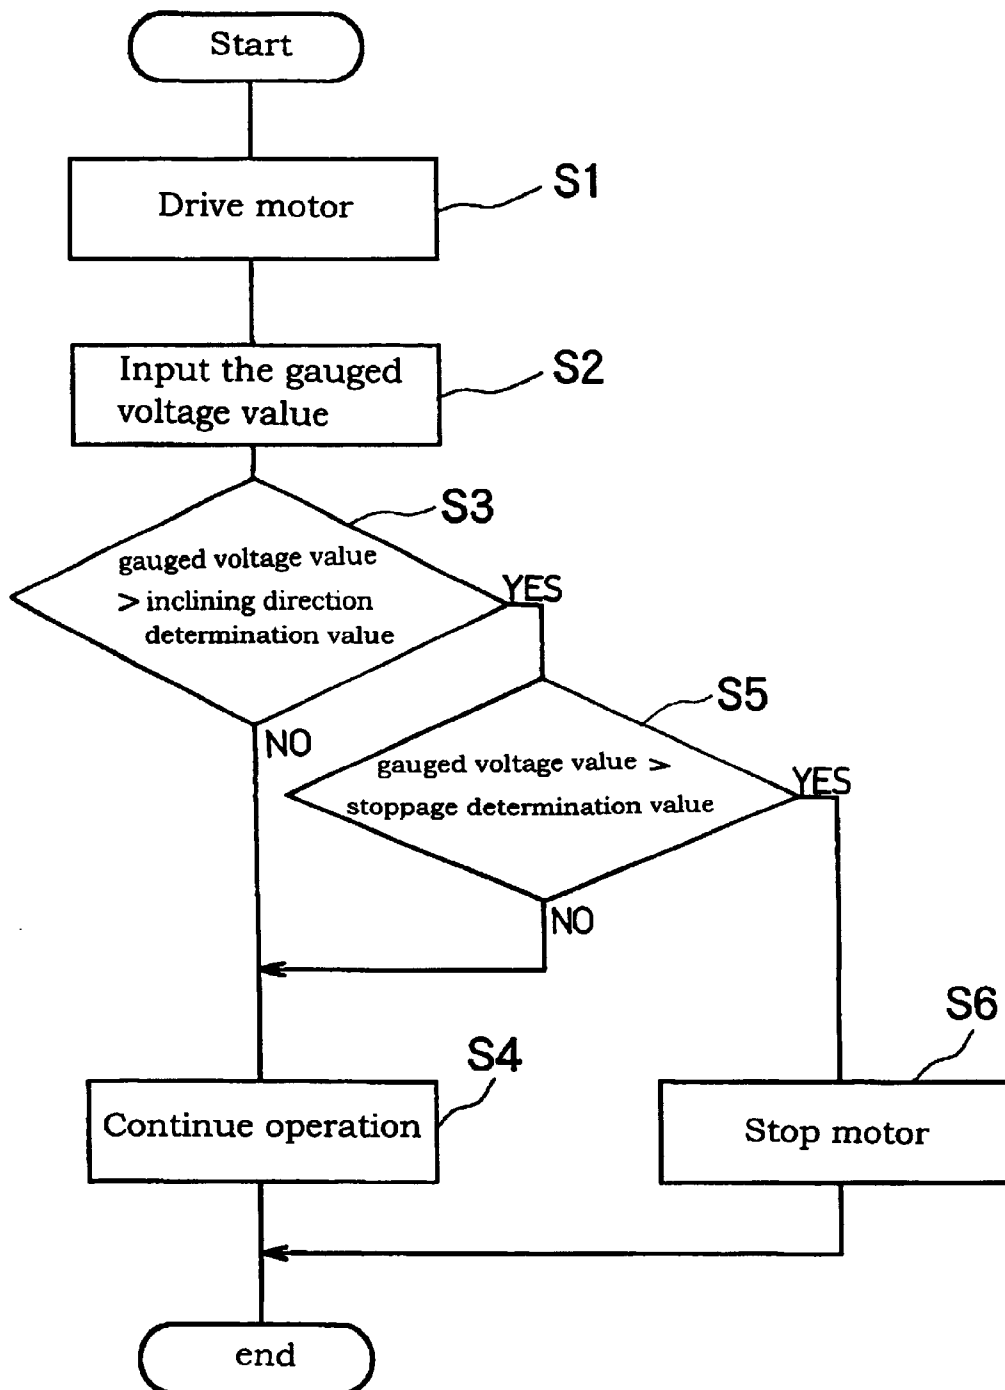 Start
Drive motor
S1
Input the gauged
voltage value
S2
S3
gauged voltage value
> inclining direction
determination value
YES
NO
S5
gauged voltage value >
stoppage determination value
YES
NO
S4
Continue operation
S6
Stop motor
end